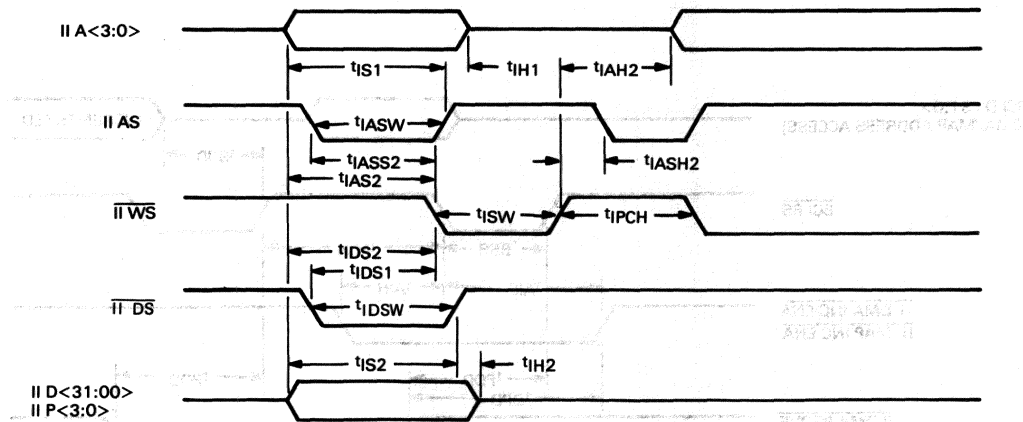 II A<3:0>
tIS1
tIH1
tIAH2
II AS
tIASW
tIASS2
tIASH2
tIAS2
II WS
tISW
tIPCH
tIDS2
tIDS1
II DS
tIDSW
tIS2
tIH2
II D<31:00>
II P<3:0>